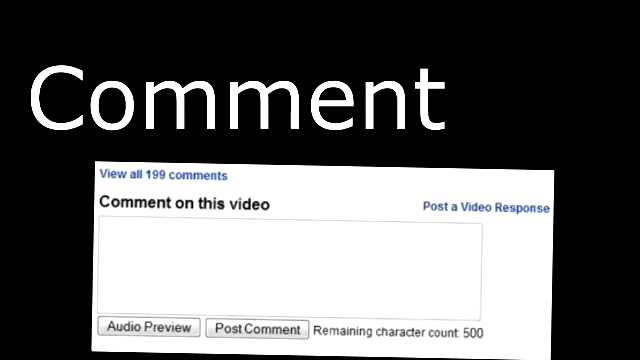 Comment
View all 199 comments
Comment on this video
Post a Video Response
Audio Preview Post Comment Remaining character count: 500